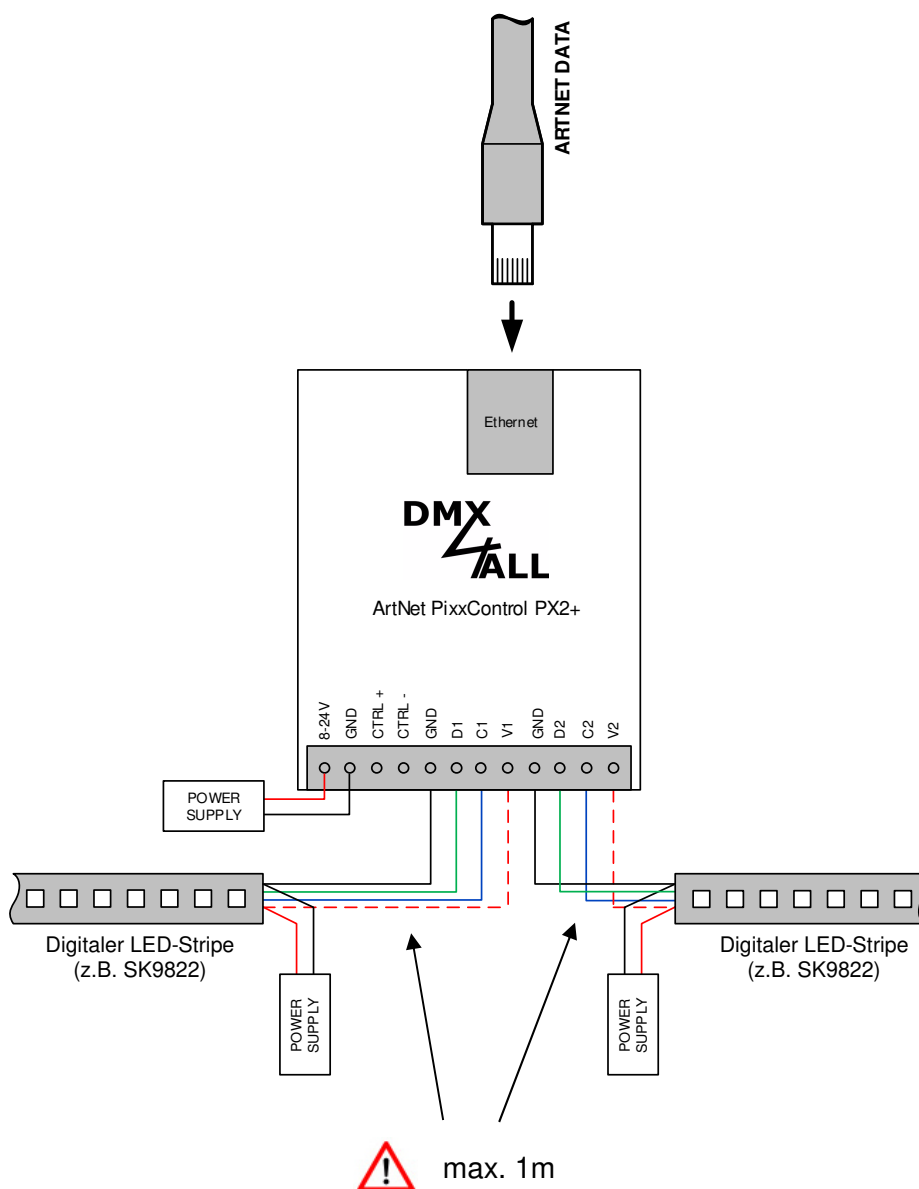 ARTNET DATA
Ethernet
DMX
4
ALL
ArtNet PixxControl PX2+
8-24V
GND
CTRL +
CTRL -
GND
D1
C1
V1
GND
D2
C2
V2
POWER
SUPPLY
Digitaler LED-Stripe
(z.B. SK9822)
Digitaler LED-Stripe
(z.B. SK9822)
POWER
SUPPLY
POWER
SUPPLY
! max. 1m